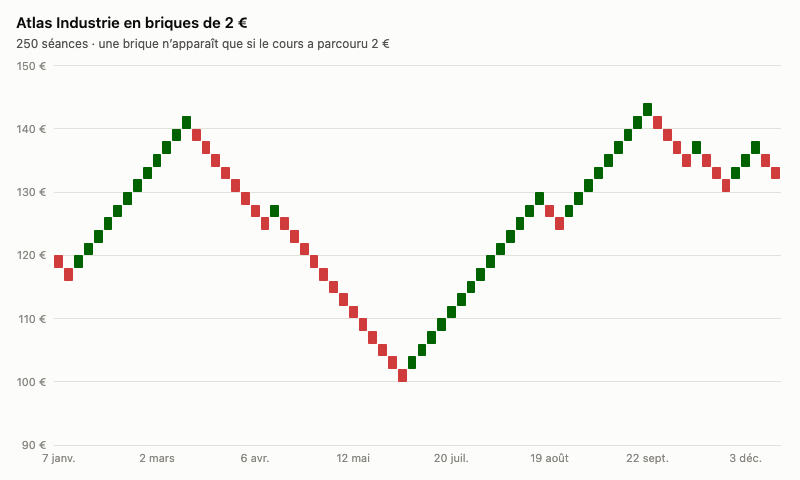 Atlas Industrie en briques de 2 €
250 séances · une brique n’apparaît que si le cours a parcouru 2 €
150 €
140 €
130 €
120 €
110 €
100 €
90 €
7 janv. 2 mars 6 avr. 12 mai 20 juil. 19 août 22 sept. 3 déc.